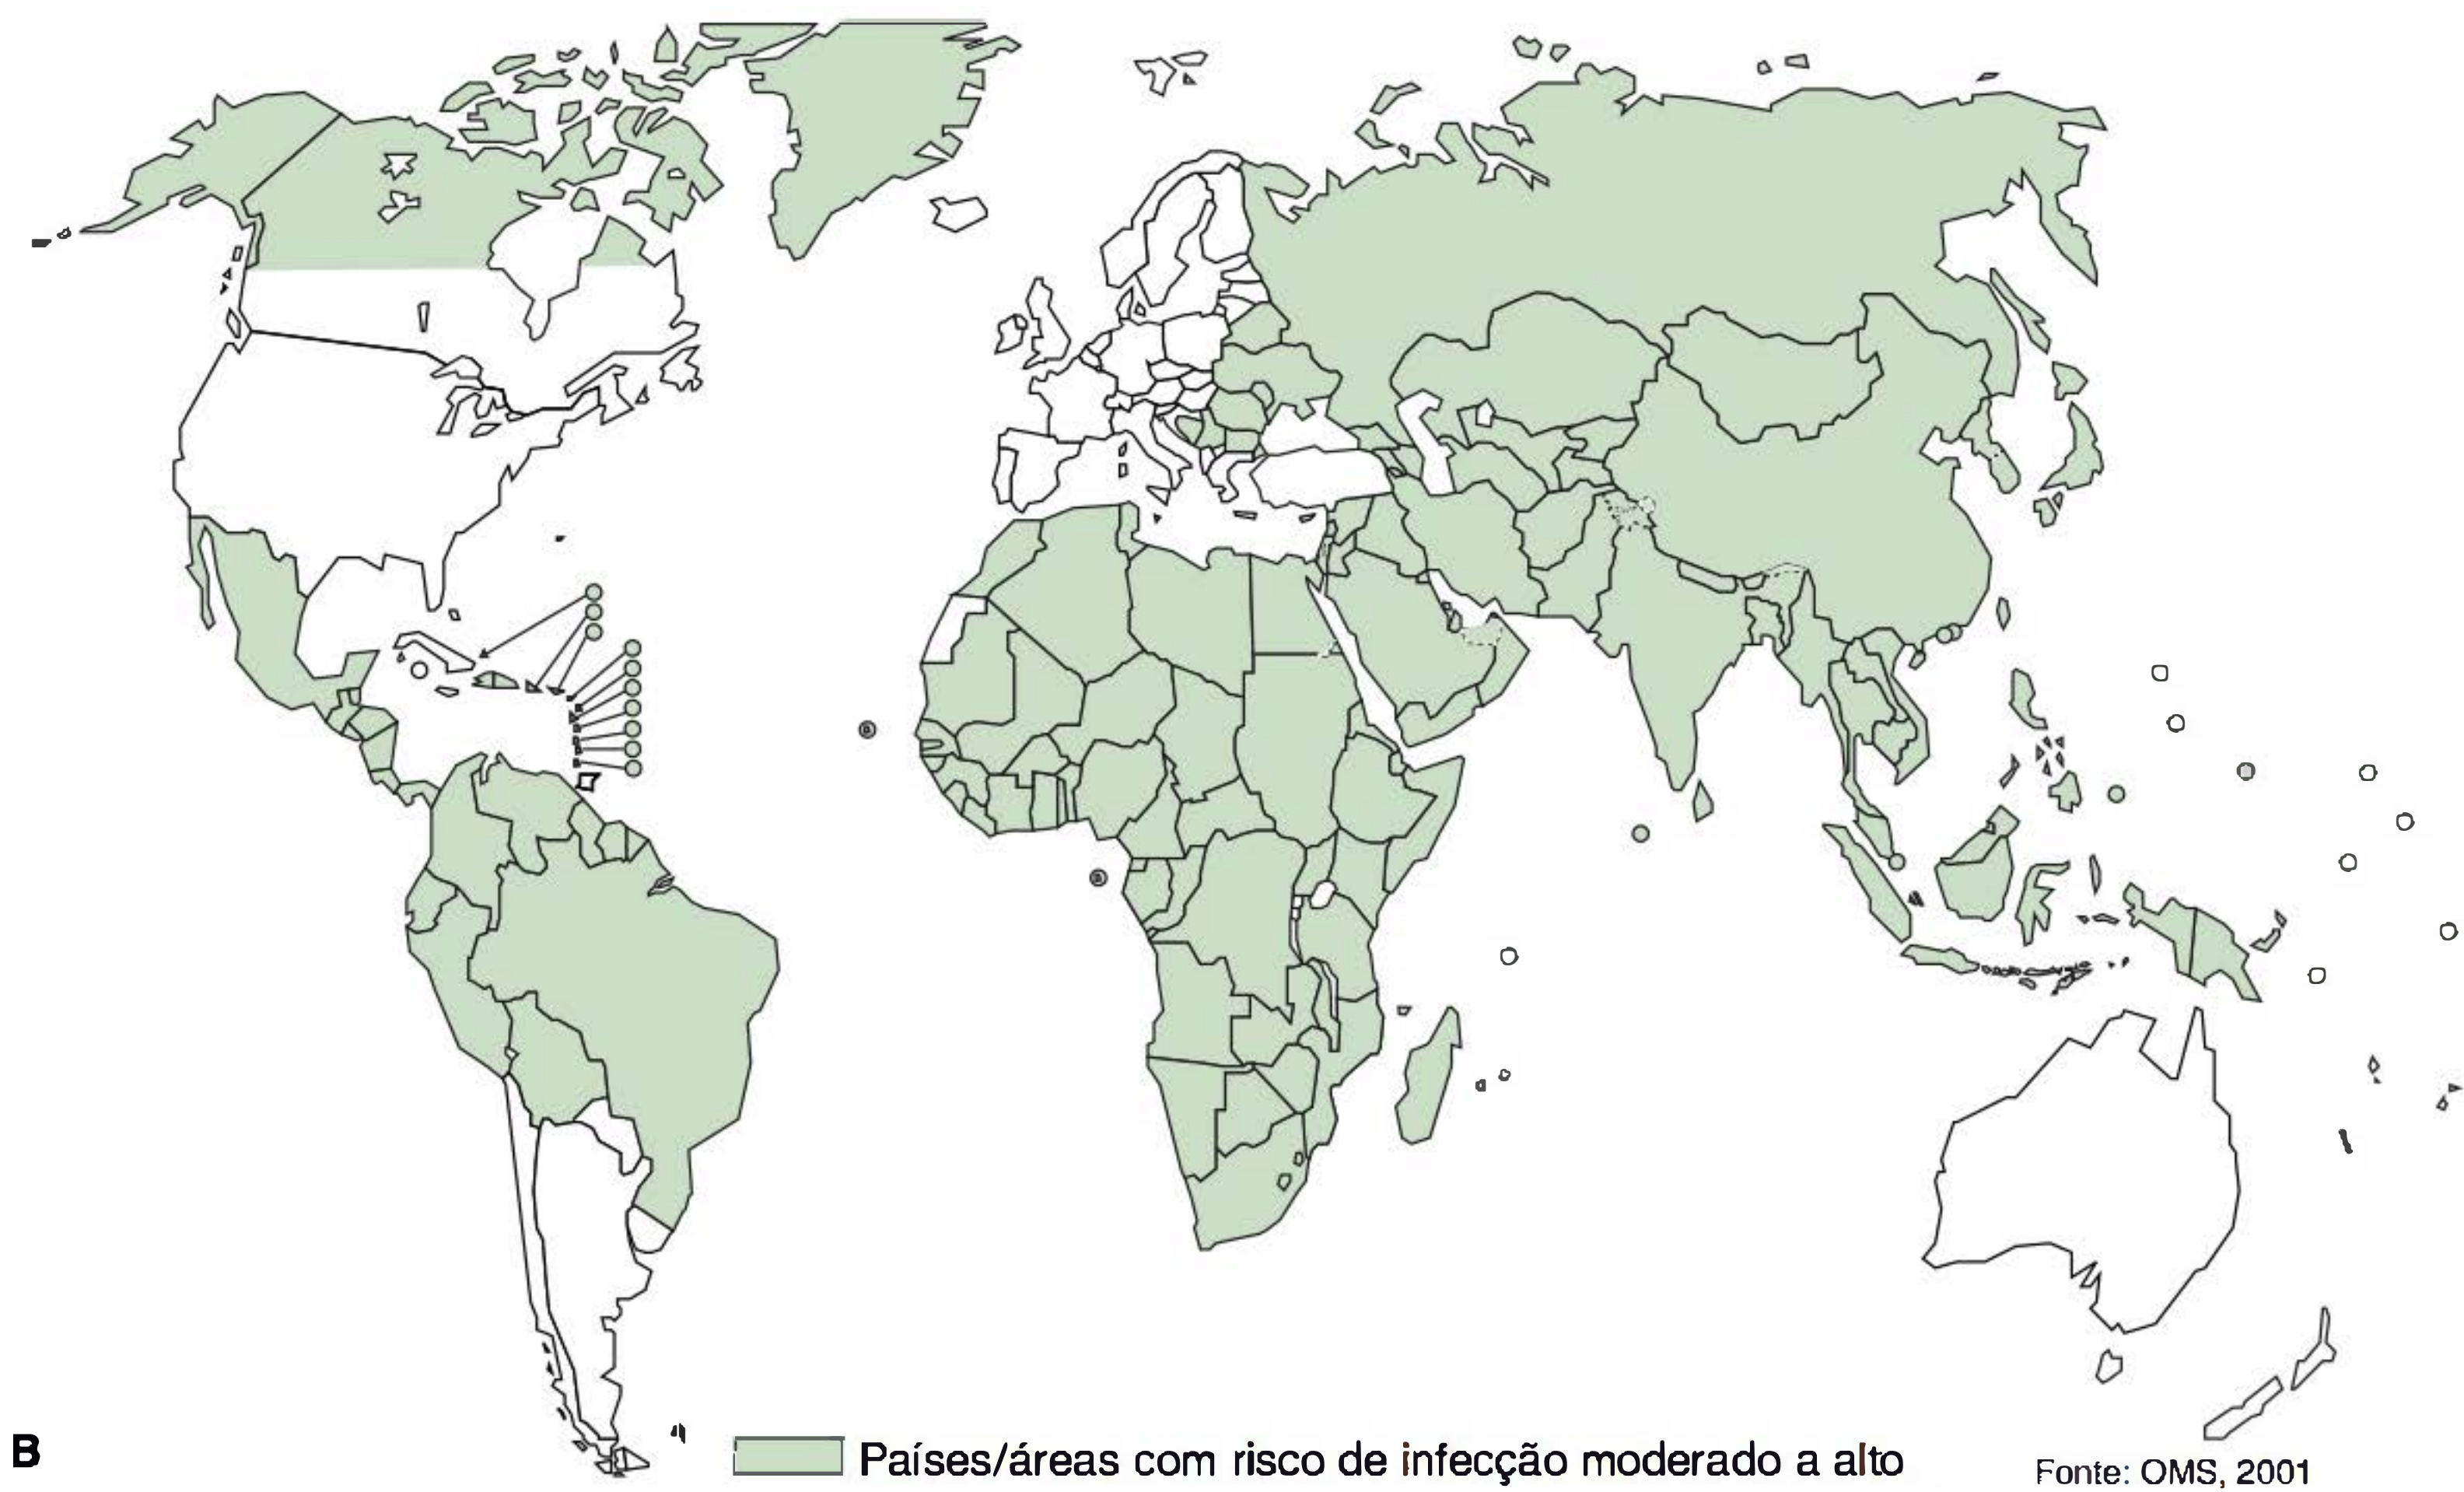 B
Países/áreas com risco de infecção moderado a alto
Fonte: OMS, 2001